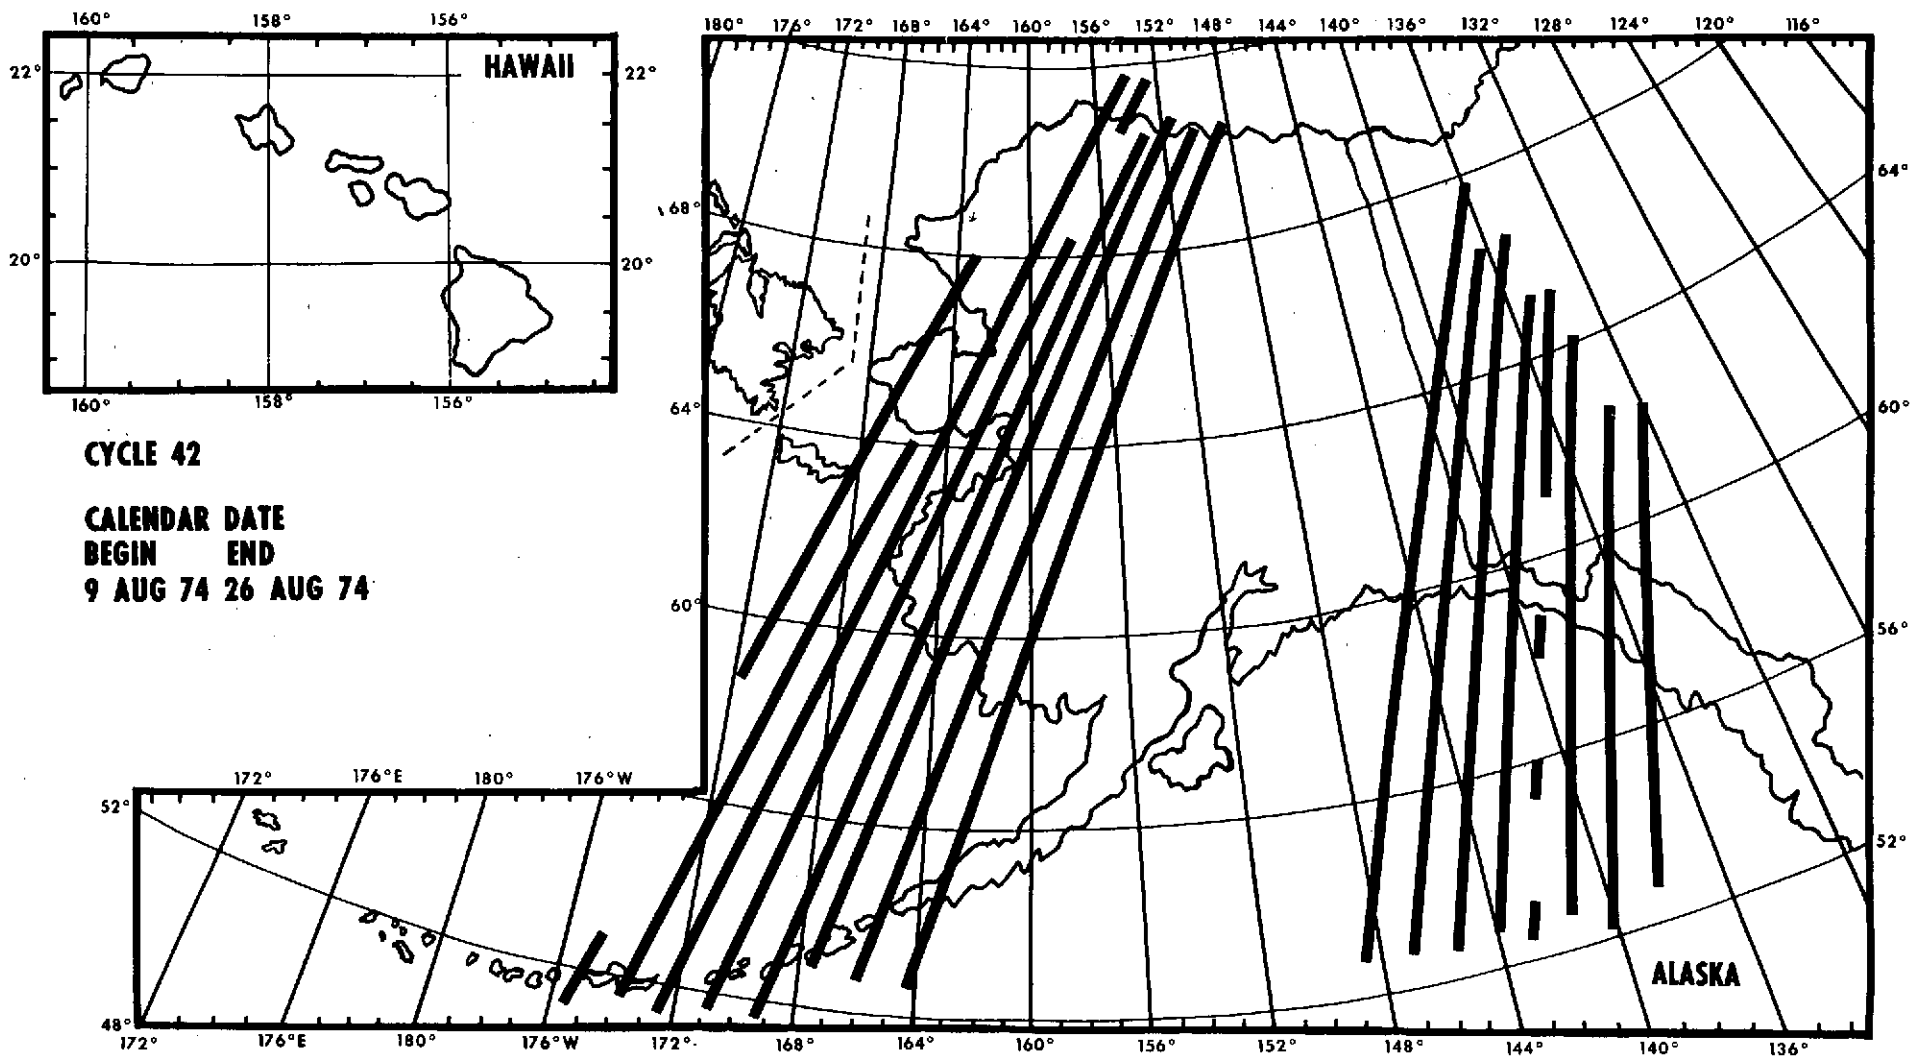 160° 158° 156°
HAWAII
22° 22°
20° 20°
160° 158° 156°
CYCLE 42
CALENDAR DATE
BEGIN END
9 AUG 74 26 AUG 74
180° 176° 172° 168° 164° 160° 156° 152° 148° 144° 140° 136° 132° 128° 124° 120° 116°
68° 64°
64° 60°
60° 56°
172° 176°E 180° 176°W
52° 52°
ALASKA
48°
172° 176°E 180° 176°W 172° 168° 164° 160° 156° 152° 148° 144° 140° 136°